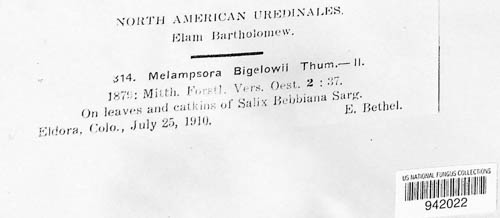 NORTH AMERICAN UREDINALES.
Elam Bartholomew.
314. Melampsora Bigelowii Thum.—II.
1879: Mitth. Forstl. Vers. Oest. 2 : 37.
On leaves and catkins of Salix Bebbiana Sarg.
Eldora, Colo., July 25, 1910. E. Bethel.
US NATIONAL FUNGUS COLLECTIONS
942022